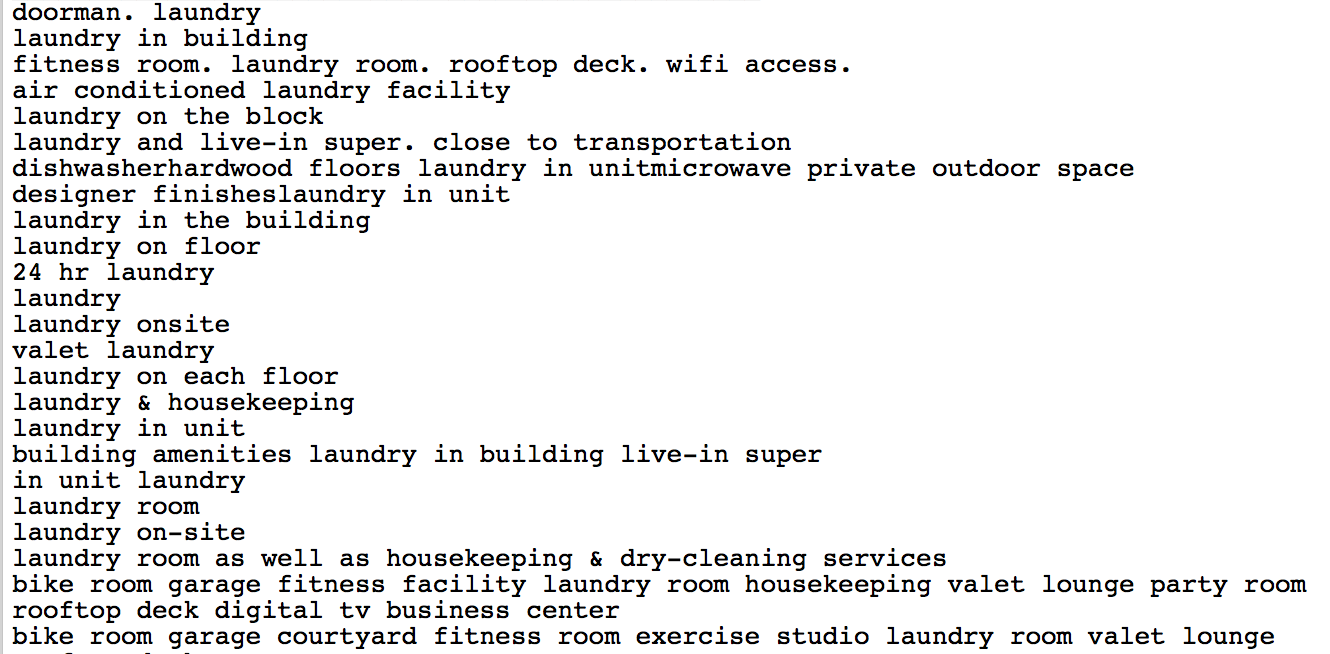 doorman. laundry
laundry in building
fitness room. laundry room. rooftop deck. wifi access.
air conditioned laundry facility
laundry on the block
laundry and live-in super. close to transportation
dishwasherhardwood floors laundry in unitmicrowave private outdoor space
designer finisheslaundry in unit
laundry in the building
laundry on floor
24 hr laundry
laundry
laundry onsite
valet laundry
laundry on each floor
laundry & housekeeping
laundry in unit
building amenities laundry in building live-in super
in unit laundry
laundry room
laundry on-site
laundry room as well as housekeeping & dry-cleaning services
bike room garage fitness facility laundry room housekeeping valet lounge party room
rooftop deck digital tv business center
bike room garage courtyard fitness room exercise studio laundry room valet lounge